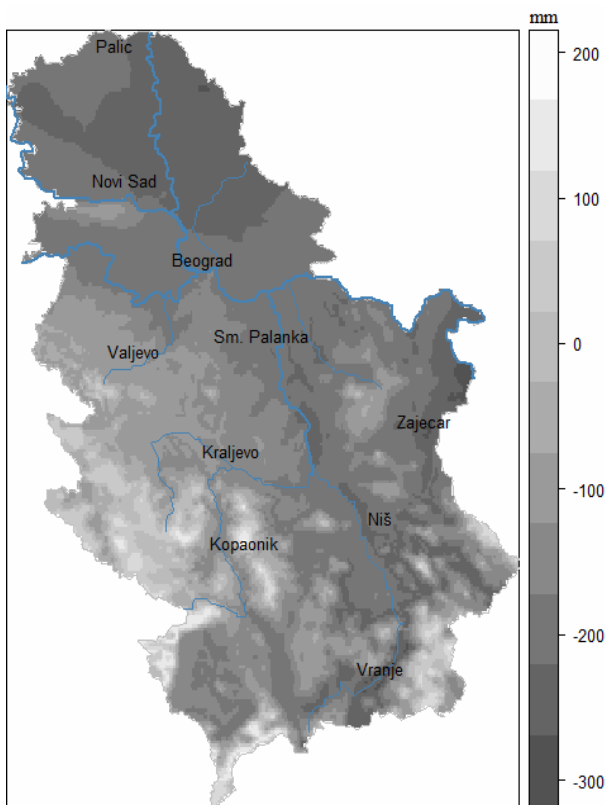 mm
Palic
200
Novi Sad
100
Beograd
Sm. Palanka
0
Valjevo
Zajecar
Kraljevo
-100
Niš
Kopaonik
-200
Vranje
-300